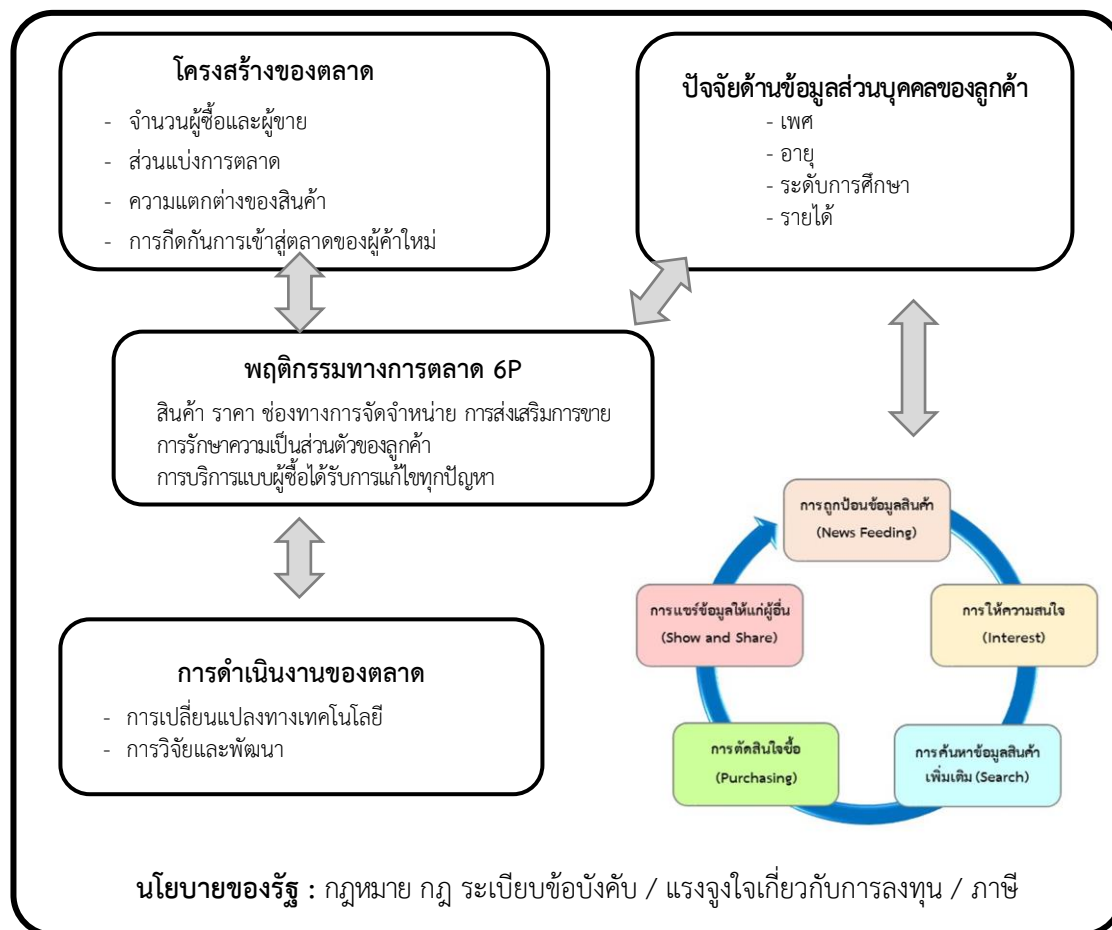 โครงสร้างของตลาด
- จำนวนผู้ซื้อและผู้ขาย
- ส่วนแบ่งการตลาด
- ความแตกต่างของสินค้า
- การกีดกันการเข้าสู่ตลาดของผู้ค้าใหม่
ปัจจัยด้านข้อมูลส่วนบุคคลของลูกค้า
- เพศ
- อายุ
- ระดับการศึกษา
- รายได้
พฤติกรรมทางการตลาด 6P
สินค้า ราคา ช่องทางการจัดจำหน่าย การส่งเสริมการขาย
การรักษาความเป็นส่วนตัวของลูกค้า
การบริการแบบผู้ซื้อได้รับการแก้ไขทุกปัญหา
การดำเนินงานของตลาด
- การเปลี่ยนแปลงทางเทคโนโลยี
- การวิจัยและพัฒนา
การถูกป้อนข้อมูลสินค้า
(News Feeding)
การให้ความสนใจ
(Interest)
การค้นหาข้อมูลสินค้า
เพิ่มเติม (Search)
การตัดสินใจซื้อ
(Purchasing)
การแชร์ข้อมูลให้แก่ผู้อื่น
(Show and Share)
นโยบายของรัฐ : กฎหมาย กฎ ระเบียบข้อบังคับ / แรงจูงใจเกี่ยวกับการลงทุน / ภาษี